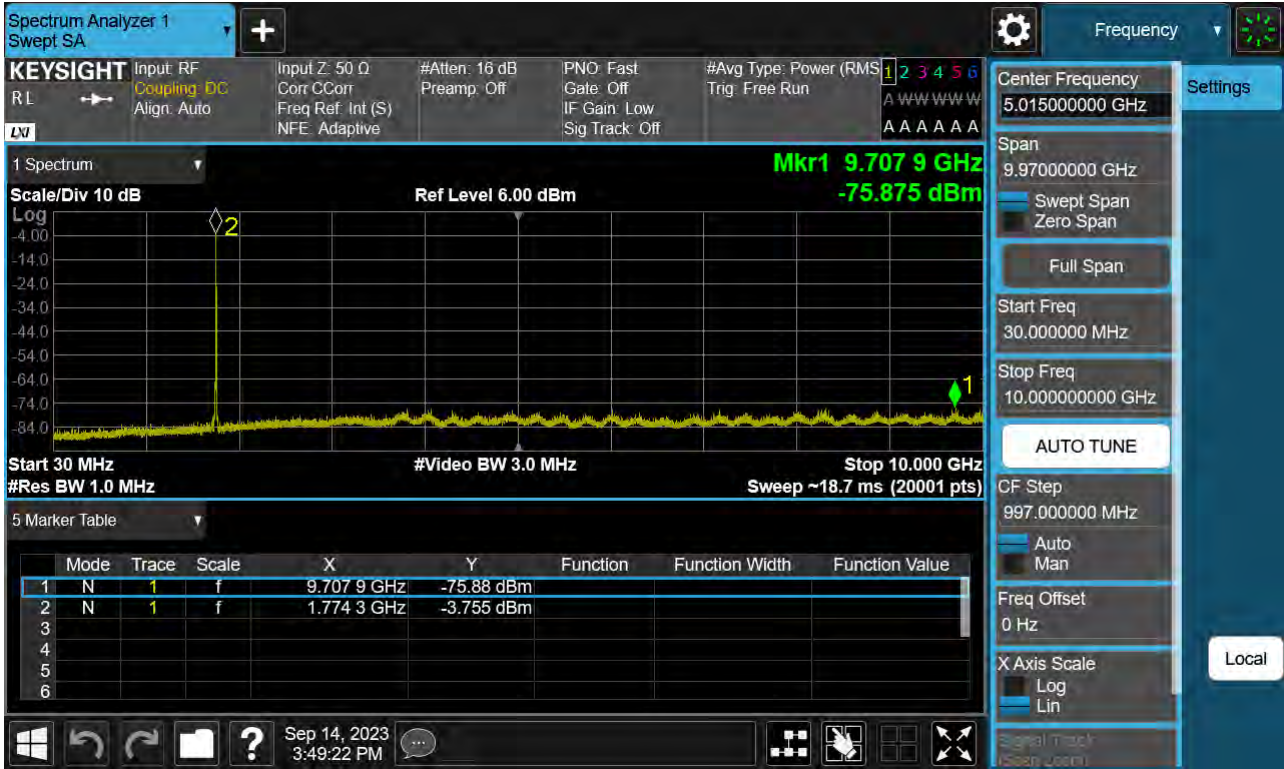 Spectrum Analyzer 1
Swept SA
+
Frequency
KEYSIGHT
RL
LXI
Input: RF
Coupling: DC
Align: Auto
Input Z: 50 Ω
Corr CCorr
Freq Ref: Int (S)
NFE: Adaptive
#Atten: 16 dB
Preamp: Off
PNO: Fast
Gate: Off
IF Gain: Low
Sig Track: Off
#Avg Type: Power (RMS
Trig: Free Run
1 2 3 4 5 6
A W W W W W
A A A A A A
1 Spectrum
Scale/Div 10 dB
Ref Level 6.00 dBm
Mkr1 9.707 9 GHz
-75.875 dBm
Log
-4.00
-14.0
-24.0
-34.0
-44.0
-54.0
-64.0
-74.0
-84.0
2
1
Start 30 MHz
#Video BW 3.0 MHz
Stop 10.000 GHz
#Res BW 1.0 MHz
Sweep ~18.7 ms (20001 pts)
5 Marker Table
Mode Trace Scale X Y Function Function Width Function Value
1 N 1 f 9.707 9 GHz -75.88 dBm
2 N 1 f 1.774 3 GHz -3.755 dBm
3
4
5
6
Sep 14, 2023
3:49:22 PM
?
Center Frequency
5.015000000 GHz
Settings
Span
9.97000000 GHz
Swept Span
Zero Span
Full Span
Start Freq
30.000000 MHz
Stop Freq
10.000000000 GHz
AUTO TUNE
CF Step
997.000000 MHz
Auto
Man
Freq Offset
0 Hz
X Axis Scale
Log
Lin
Local
Signal Track
(Span Zoom)